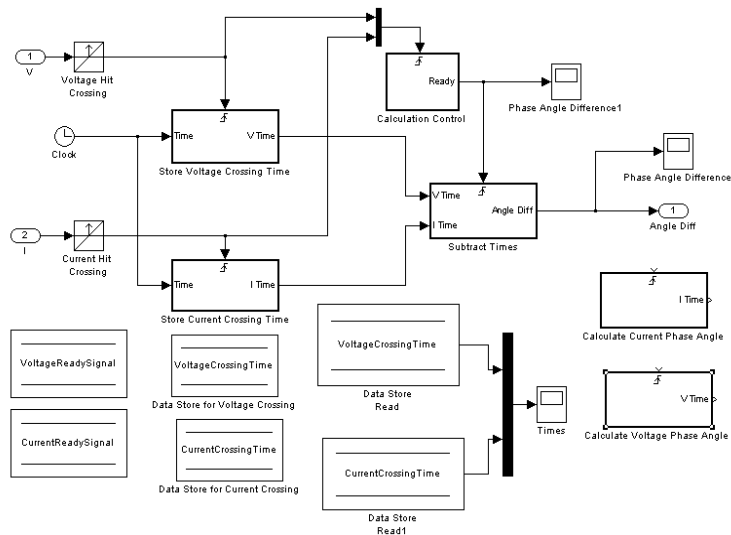 1
V
Voltage Hit
Crossing
Ready
Calculation Control
Phase Angle Difference1
Clock
Time
V Time
Store Voltage Crossing Time
Phase Angle Difference
V Time
Angle Diff
I Time
Subtract Times
1
Angle Diff
2
I
Current Hit
Crossing
Time
I Time
Store Current Crossing Time
I Time
Calculate Current Phase Angle
VoltageReadySignal
VoltageCrossingTime
Data Store for Voltage Crossing
VoltageCrossingTime
Data Store
Read
V Time
Calculate Voltage Phase Angle
Times
CurrentReadySignal
CurrentCrossingTime
Data Store for Current Crossing
CurrentCrossingTime
Data Store
Read1